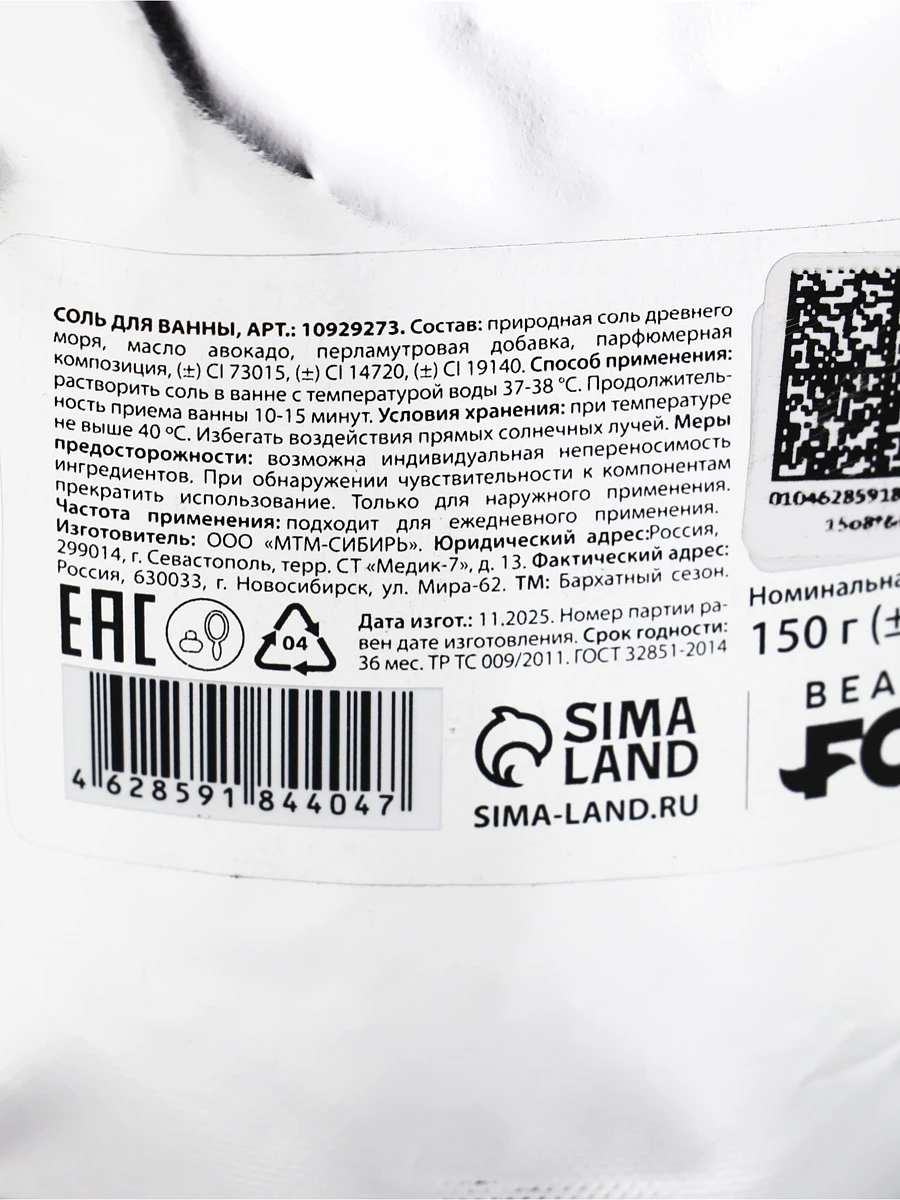 СОЛЬ ДЛЯ ВАННЫ, АРТ.: 10929273. Состав: природная соль древнего
моря, масло авокадо, перламутровая добавка, парфюмерная
композиция, (±) CI 73015, (±) CI 14720, (±) CI 19140. Способ применения:
растворить соль в ванне с температурой воды 37-38 °С. Продолжитель-
ность приема ванны 10-15 минут. Условия хранения: при температуре
не выше 40 ºС. Избегать воздействия прямых солнечных лучей. Меры
предосторожности: возможна индивидуальная непереносимость
ингредиентов. При обнаружении чувствительности к компонентам
прекратить использование. Только для наружного применения.
Частота применения: подходит для ежедневного применения.
Изготовитель: ООО «МТМ-СИБИРЬ». Юридический адрес:Россия,
299014, г. Севастополь, терр. СТ «Медик-7», д. 13. Фактический адрес:
Россия, 630033, г. Новосибирск, ул. Мира-62. ТМ: Бархатный сезон.
EAC
04
Дата изгот.: 11.2025. Номер партии ра-
вен дате изготовления. Срок годности:
36 мес. ТР ТС 009/2011. ГОСТ 32851-2014
4 628591 844047
SIMA
LAND
SIMA-LAND.RU
01046285918
Номинальна
150 г (±
BEA
FO